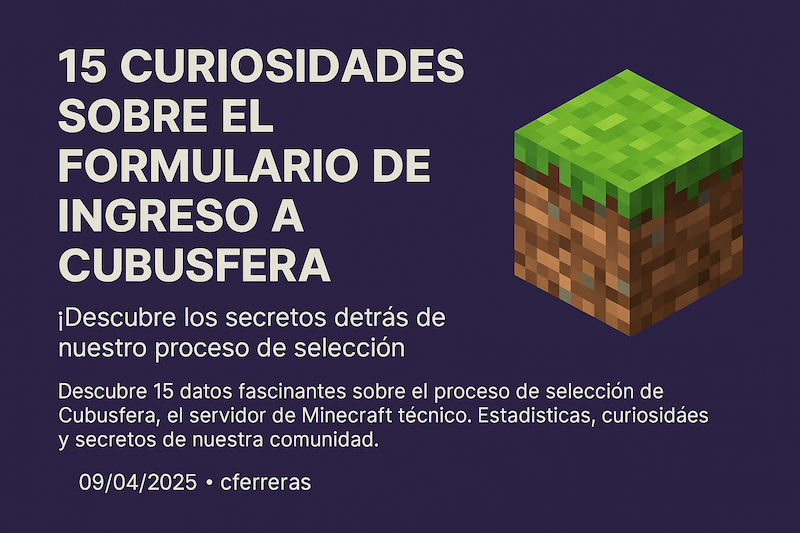 15 CURIOSIDADES
SOBRE EL
FORMULARIO DE
INGRESO A
CUBUSFERA
¡Descubre los secretos detrás de
nuestro proceso de selección
Descubre 15 datos fascinantes sobre el proceso de selección de
Cubusfera, el servidor de Minecraft técnico. Estadisticas, curiosidáes
y secretos de nuestra comunidad.
09/04/2025 • cferreras